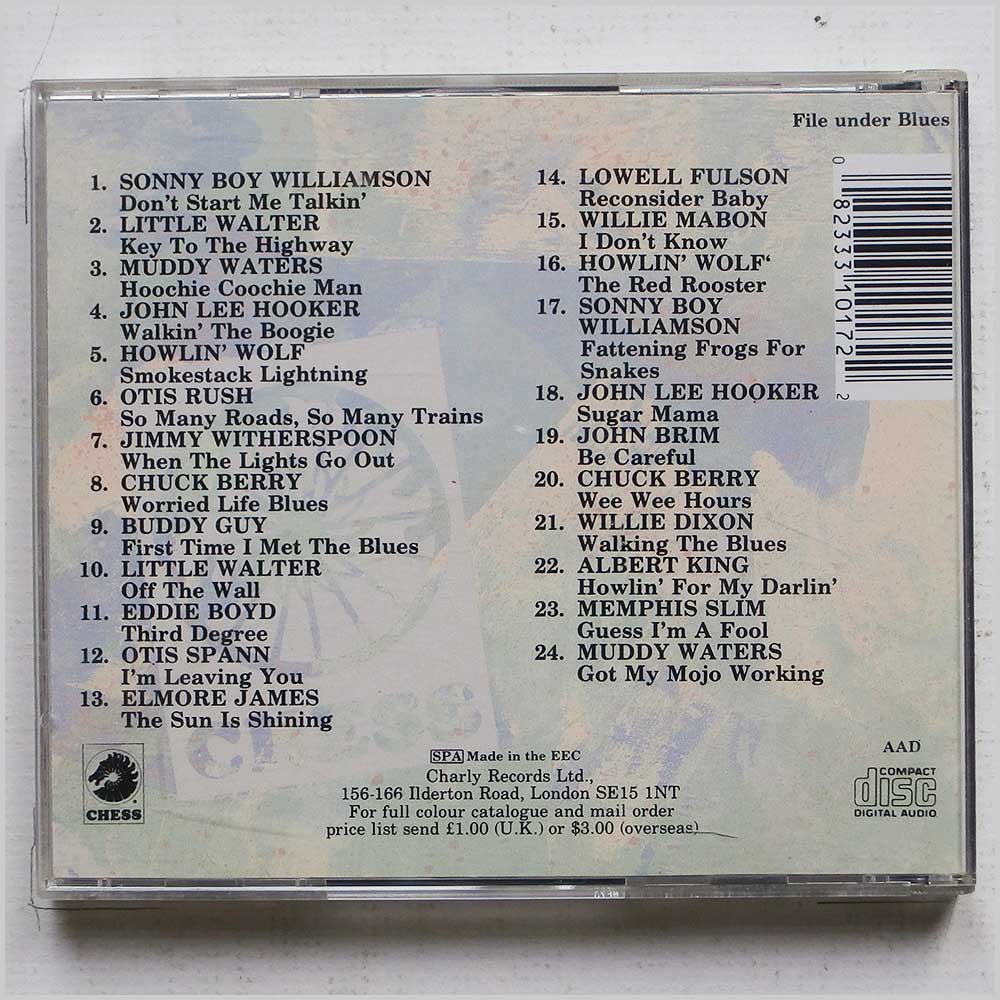 File under Blues
1. SONNY BOY WILLIAMSON
Don't Start Me Talkin'
2. LITTLE WALTER
Key To The Highway
3. MUDDY WATERS
Hoochie Coochie Man
4. JOHN LEE HOOKER
Walkin' The Boogie
5. HOWLIN' WOLF
Smokestack Lightning
6. OTIS RUSH
So Many Roads, So Many Trains
7. JIMMY WITHERSPOON
When The Lights Go Out
8. CHUCK BERRY
Worried Life Blues
9. BUDDY GUY
First Time I Met The Blues
10. LITTLE WALTER
Off The Wall
11. EDDIE BOYD
Third Degree
12. OTIS SPANN
I'm Leaving You
13. ELMORE JAMES
The Sun Is Shining
14. LOWELL FULSON
Reconsider Baby
15. WILLIE MABON
I Don't Know
16. HOWLIN' WOLF‘
The Red Rooster
17. SONNY BOY
WILLIAMSON
Fattening Frogs For
Snakes
18. JOHN LEE HOOKER
Sugar Mama
19. JOHN BRIM
Be Careful
20. CHUCK BERRY
Wee Wee Hours
21. WILLIE DIXON
Walking The Blues
22. ALBERT KING
Howlin' For My Darlin'
23. MEMPHIS SLIM
Guess I'm A Fool
24. MUDDY WATERS
Got My Mojo Working
0 82333 10172 2
chess
CHESS
SPA Made in the EEC
Charly Records Ltd.,
156-166 Ilderton Road, London SE15 1NT
For full colour catalogue and mail order
price list send £1.00 (U.K.) or $3.00 (overseas)
AAD
COMPACT
disc
DIGITAL AUDIO